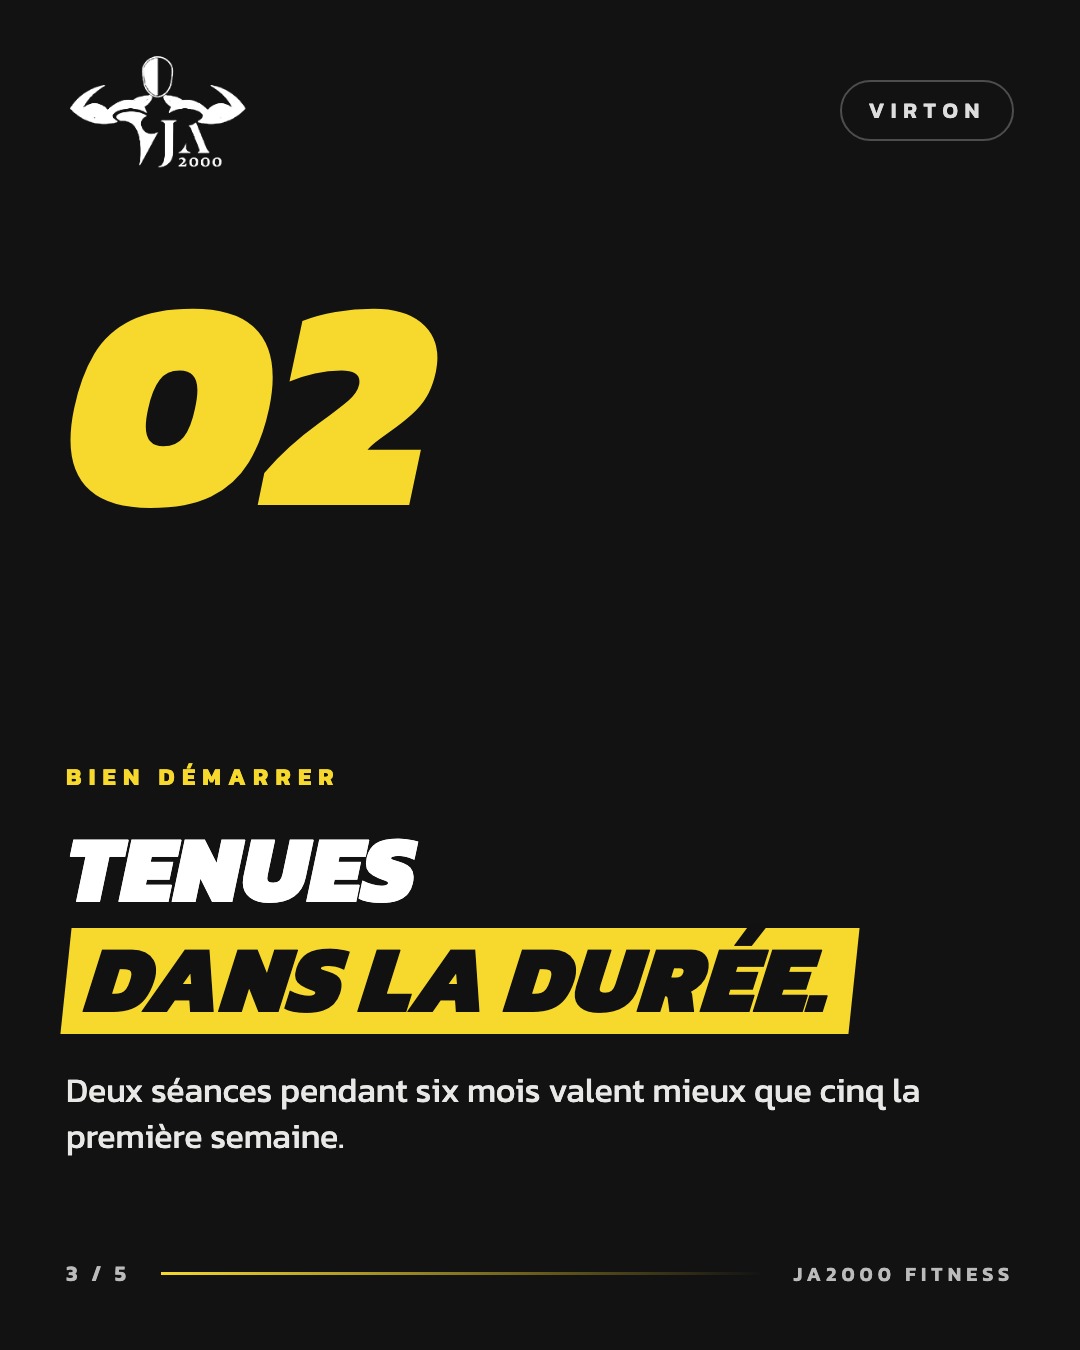 JA
2000
VIRTON
02
BIEN DÉMARRER
TENUES
DANS LA DURÉE.
Deux séances pendant six mois valent mieux que cinq la
première semaine.
3 / 5
JA2000 FITNESS